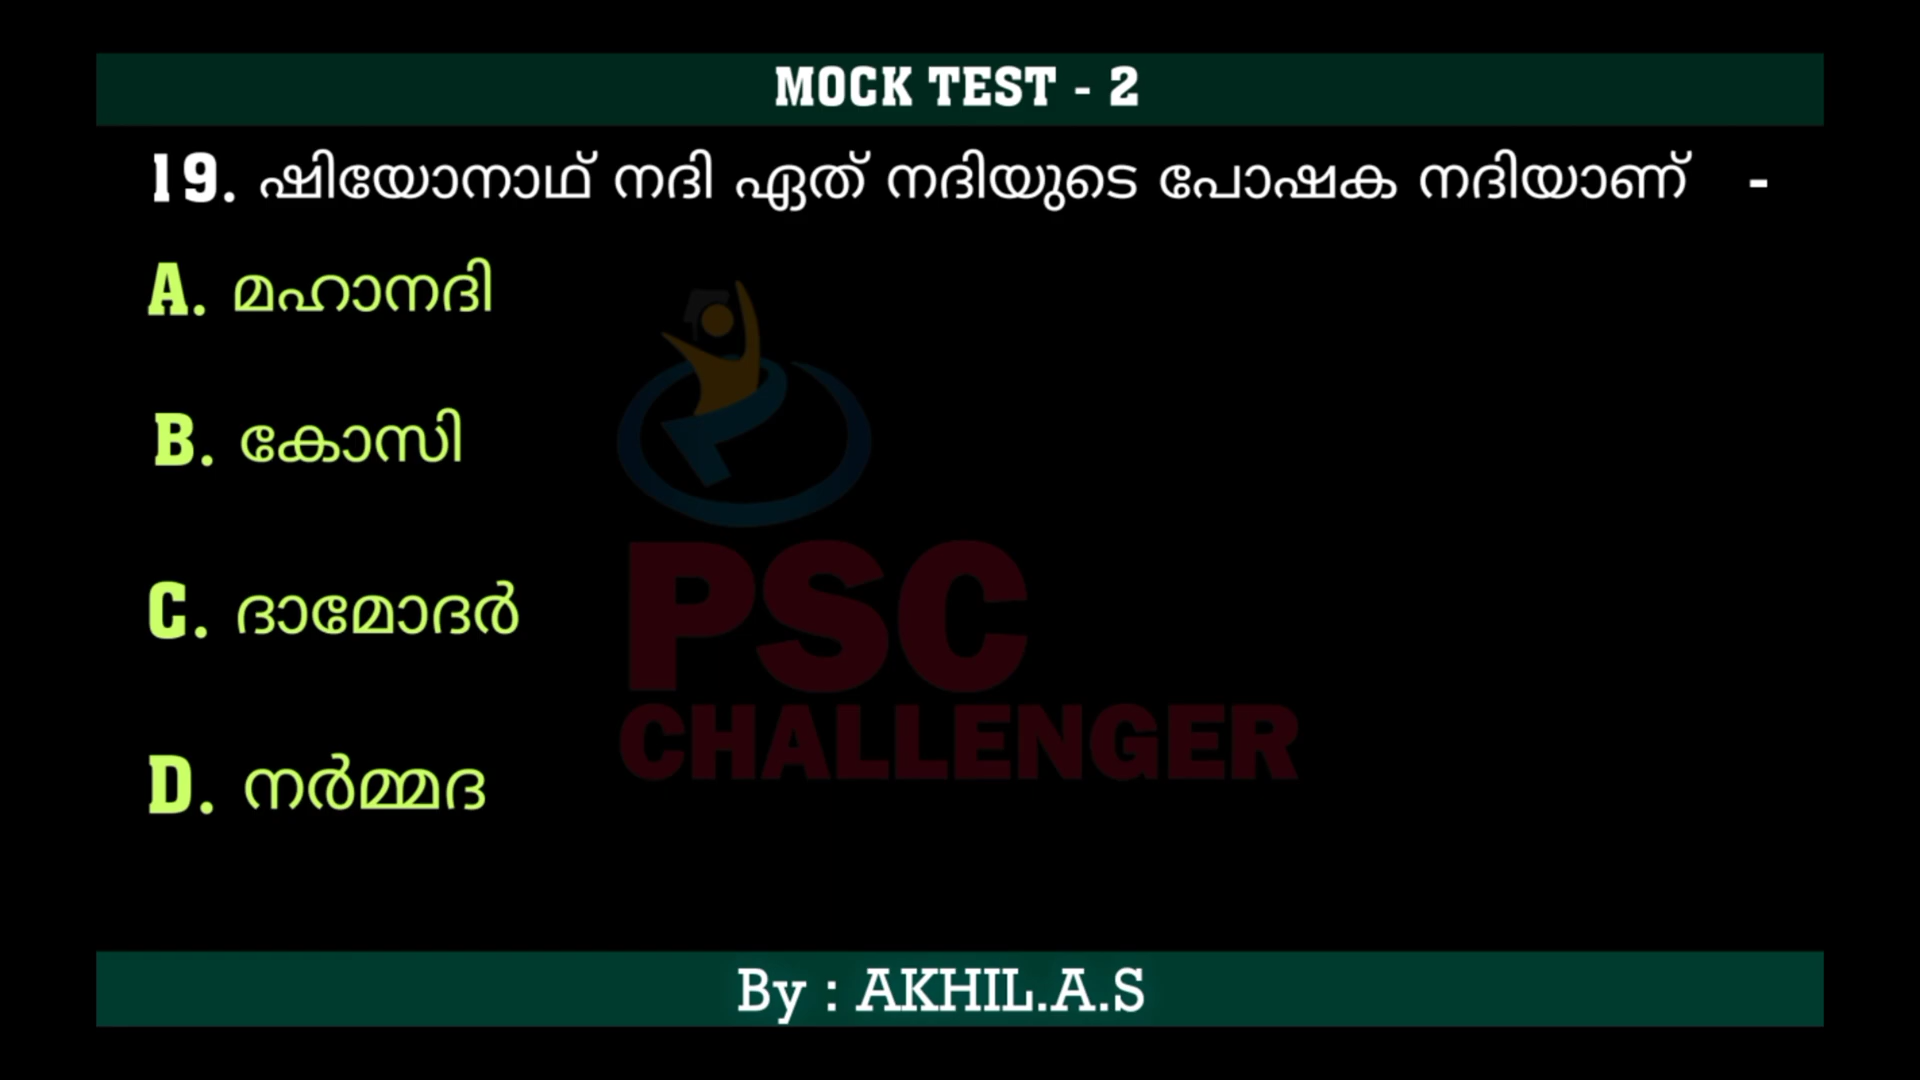 MOCK TEST - 2
19. ഷിയോനാഥ് നദി ഏത് നദിയുടെ പോഷക നദിയാണ് -
A. മഹാനദി
B. കോസി
C. ദാമോദർ
D. നർമ്മദ
PSC
CHALLENGER
By : AKHIL.A.S